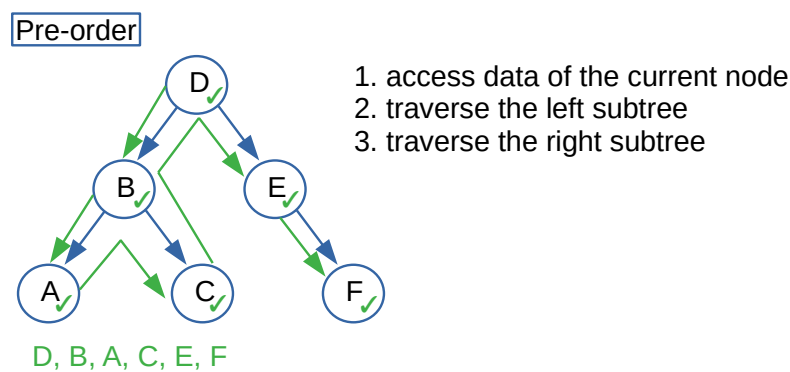 Pre-order
D
1. access data of the current node
2. traverse the left subtree
3. traverse the right subtree
B
E
A
C
F
D, B, A, C, E, F